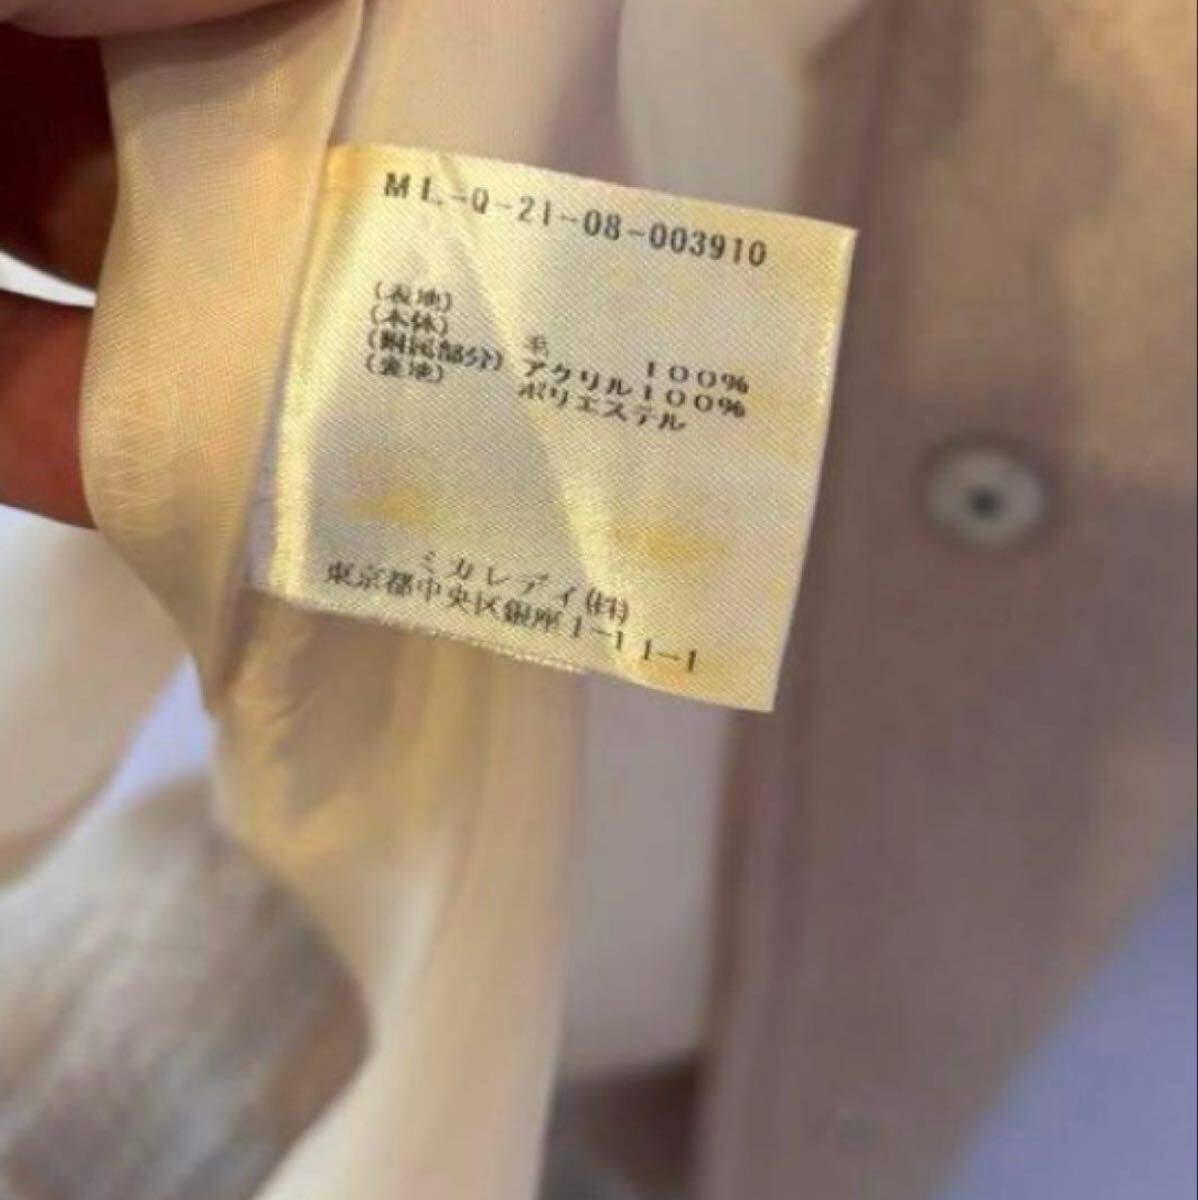 ML-Q-21-08-003910
(表地)
(本体) 毛 100%
(附属部分) アクリル100%
(裏地) ポリエステル
ミカレディ(株)
東京都中央区銀座1-11-1